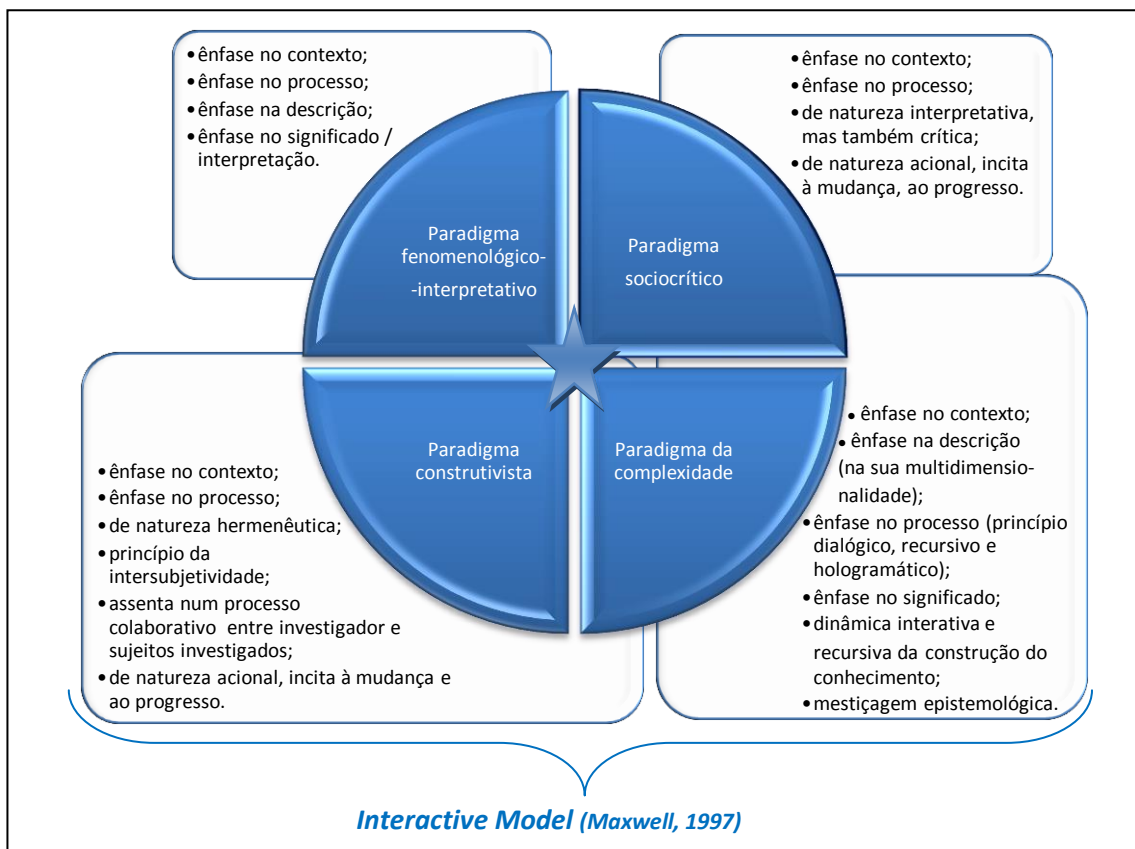 •ênfase no contexto;
•ênfase no processo;
•ênfase na descrição;
•ênfase no significado /
interpretação.
•ênfase no contexto;
•ênfase no processo;
•de natureza interpretativa,
mas também crítica;
•de natureza acional, incita
à mudança, ao progresso.
Paradigma
fenomenológico-
-interpretativo
Paradigma
sociocrítico
Paradigma
construtivista
Paradigma da
complexidade
•ênfase no contexto;
•ênfase no processo;
•de natureza hermenêutica;
•princípio da
intersubjetividade;
•assenta num processo
colaborativo entre investigador e
sujeitos investigados;
•de natureza acional, incita à mudança e
ao progresso.
• ênfase no contexto;
• ênfase na descrição
(na sua multidimensio-
nalidade);
•ênfase no processo (princípio
dialógico, recursivo e
hologramático);
•ênfase no significado;
•dinâmica interativa e
recursiva da construção do
conhecimento;
•mestiçagem epistemológica.
Interactive Model (Maxwell, 1997)